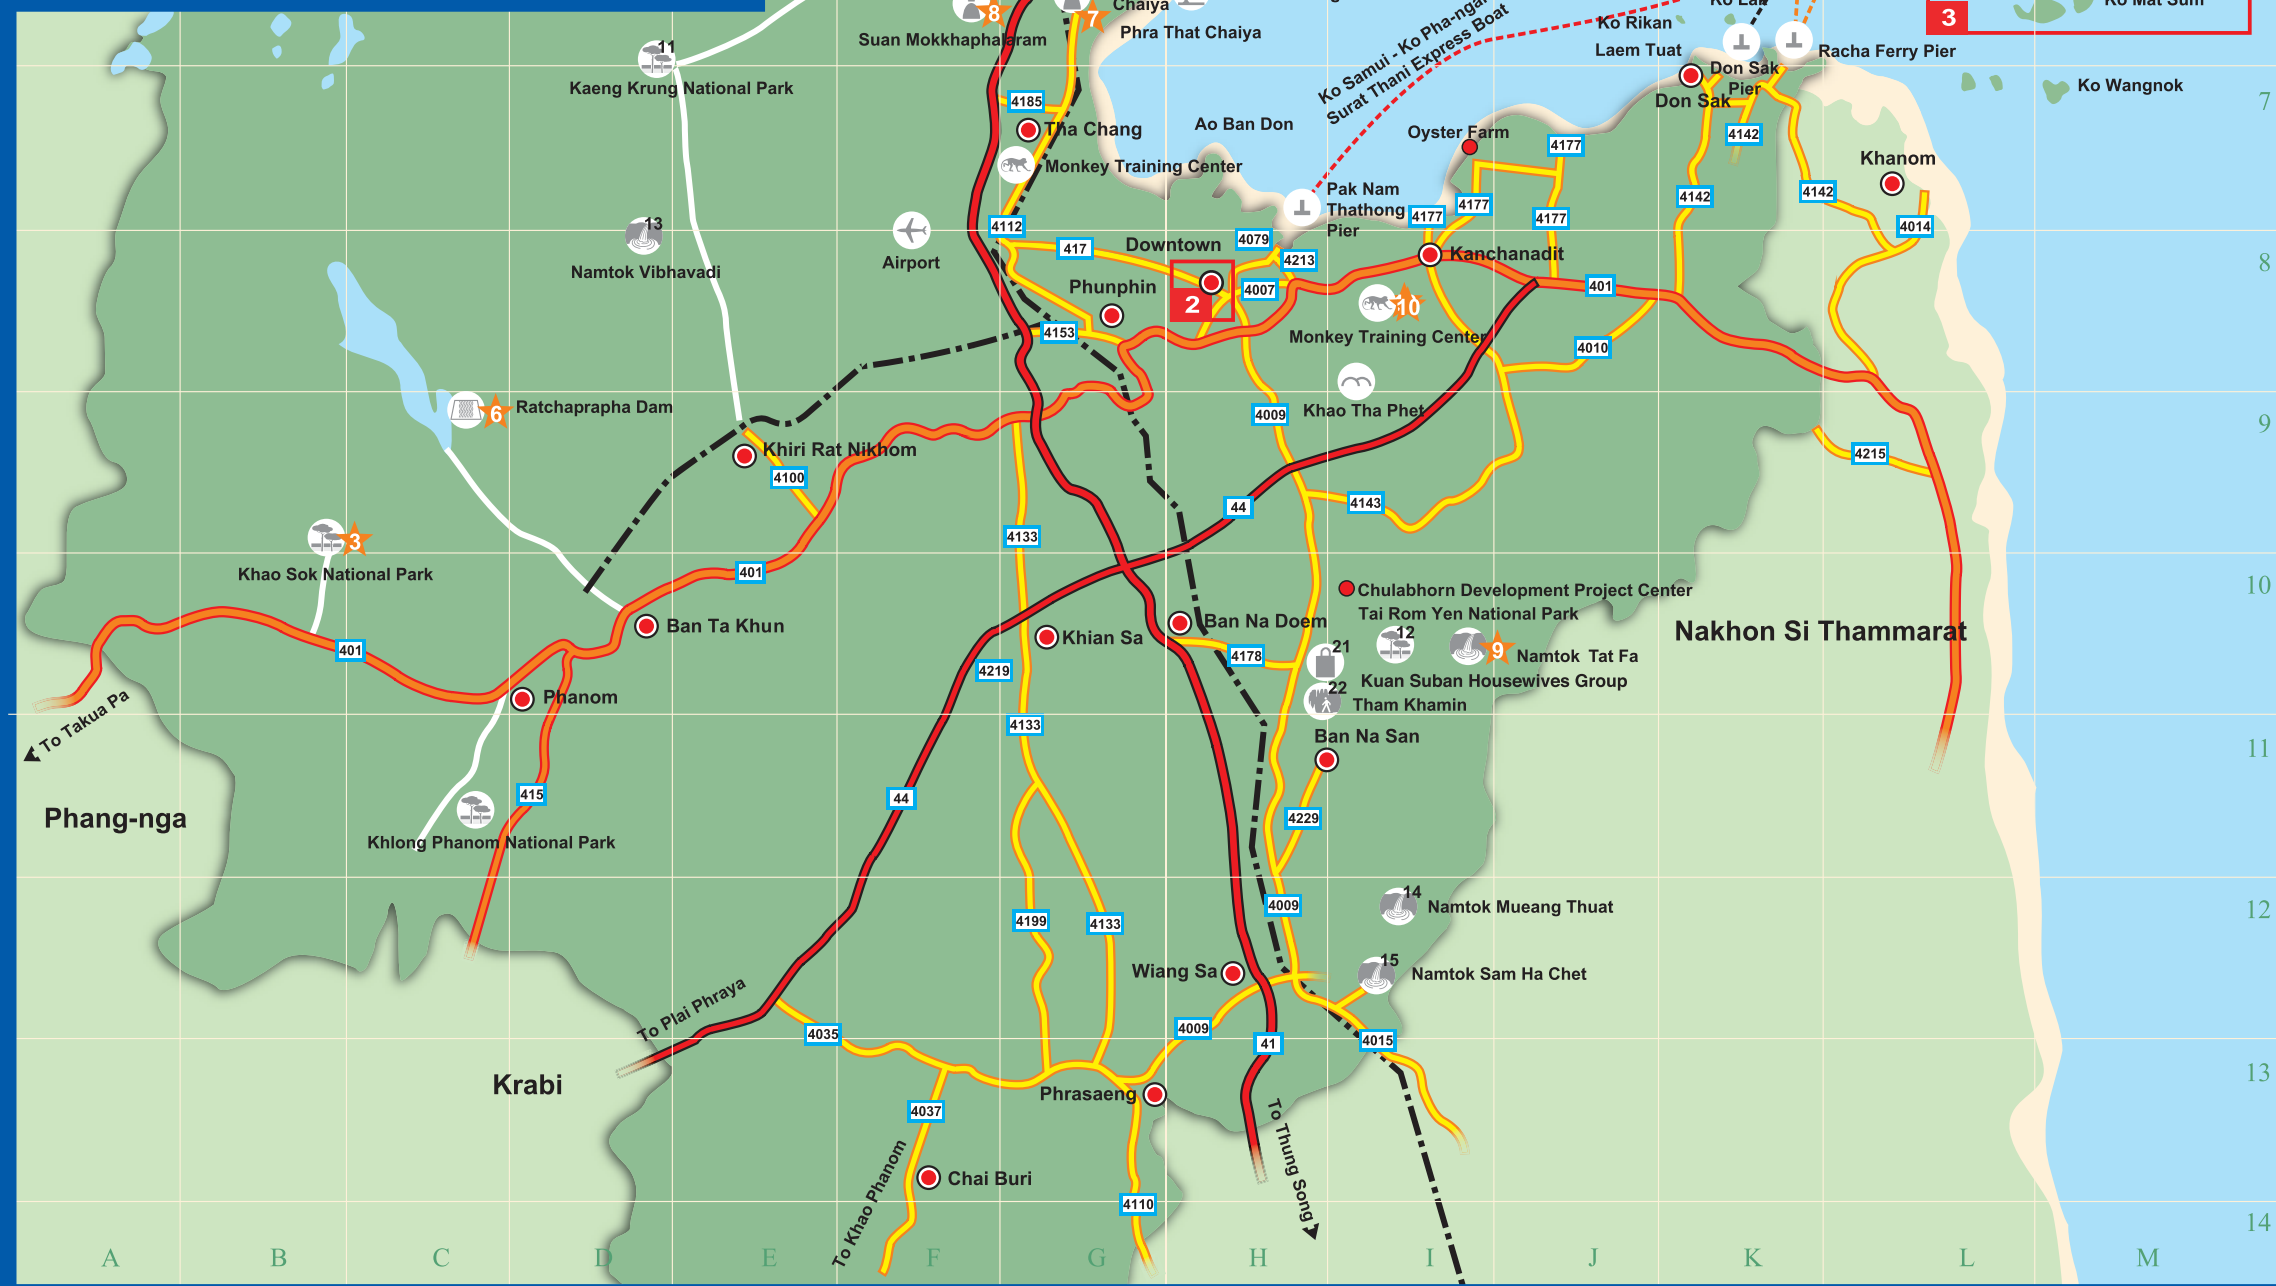 Chaiya
8
7
Suan Mokkhaphalaram
Phra That Chaiya
Ko Samui - Ko Pha-ngan
Surat Thani Express Boat
Ko Rikan
Laem Tuat
Racha Ferry Pier
Ko Mat Sum
3
11
Kaeng Krung National Park
Don Sak
Pier
Don Sak
Ko Wangnok
7
4185
Tha Chang
Ao Ban Don
Oyster Farm
4177
4142
Khanom
Monkey Training Center
Pak Nam
Thathong
Pier
4177
4177
4177
4142
4142
4014
13
Namtok Vibhavadi
Airport
4112
417
Downtown
4079
4213
Kanchanadit
8
Phunphin
2
4007
10
401
Monkey Training Center
4153
4010
6
Ratchaprapha Dam
Khao Tha Phet
4009
9
Khiri Rat Nikhom
4100
4215
44
4143
3
Khao Sok National Park
4133
401
Chulabhorn Development Project Center
10
Tai Rom Yen National Park
Ban Ta Khun
401
Khian Sa
Ban Na Doem
12
9
Namtok Tat Fa
Nakhon Si Thammarat
4219
4178
21
Kuan Suban Housewives Group
22
Tham Khamin
Phanom
To Takua Pa
4133
Ban Na San
11
415
44
4229
Phang-nga
Khlong Phanom National Park
14
Namtok Mueang Thuat
4199
4133
4009
12
Wiang Sa
15
Namtok Sam Ha Chet
To Plai Phraya
4035
4009
41
4015
Krabi
Phrasaeng
13
4037
To Khao Phanom
Chai Buri
To Thung Song
4110
14
A
B
C
D
E
F
G
H
I
J
K
L
M